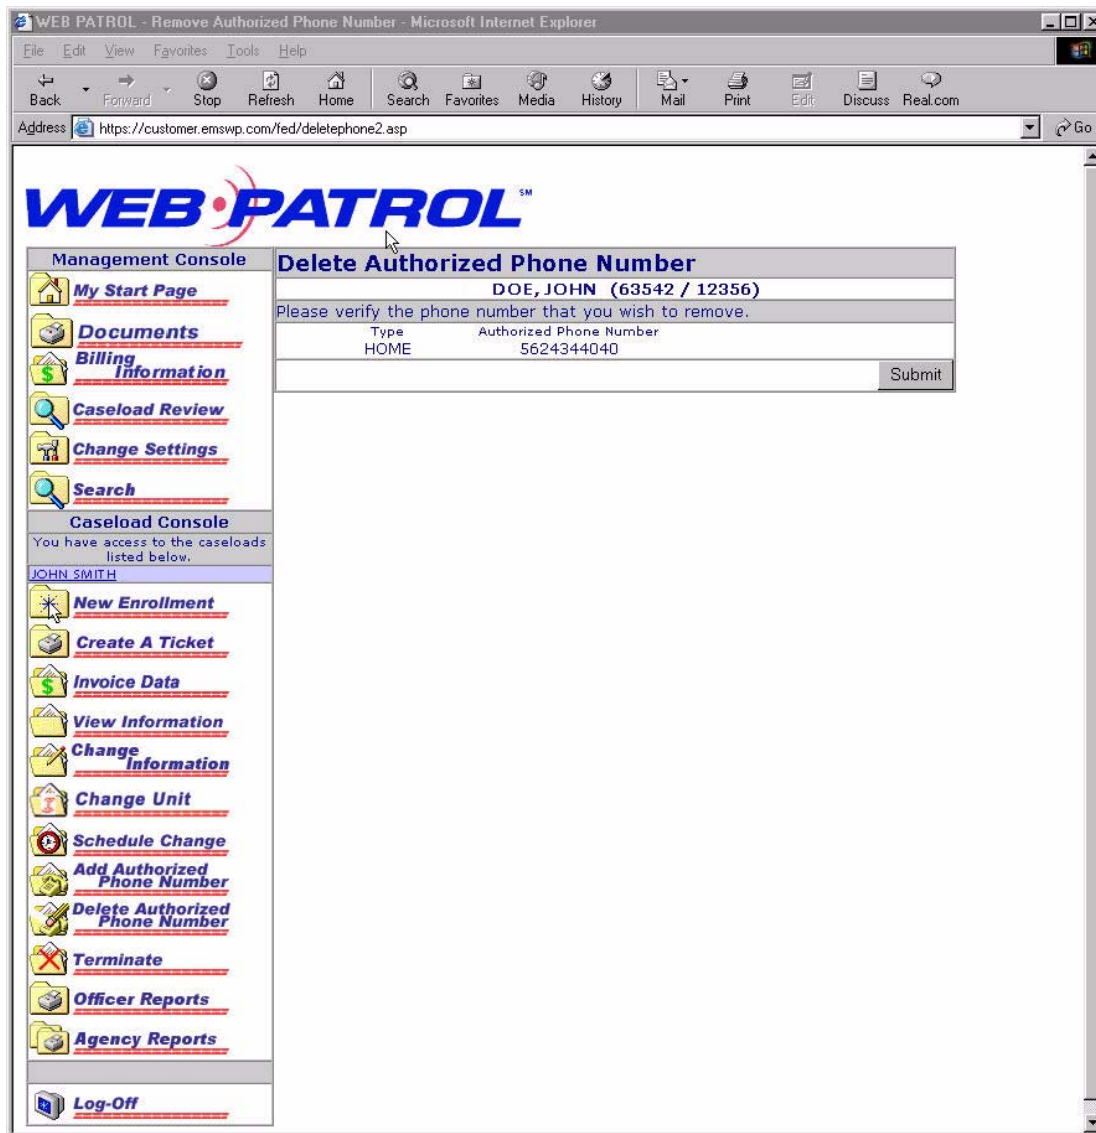 WEB PATROL - Remove Authorized Phone Number - Microsoft Internet Explorer
File Edit View Favorites Tools Help
Back Forward Stop Refresh Home Search Favorites Media History Mail Print Edit Discuss Real.com
Address https://customer.emswp.com/fed/deletephone2.asp Go
WEB PATROL SM
Management Console
My Start Page
Documents
Billing
Information
Caseload Review
Change Settings
Search
Caseload Console
You have access to the caseloads
listed below.
JOHN SMITH
New Enrollment
Create A Ticket
Invoice Data
View Information
Change
Information
Change Unit
Schedule Change
Add Authorized
Phone Number
Delete Authorized
Phone Number
Terminate
Officer Reports
Agency Reports
Log-Off
Delete Authorized Phone Number
DOE, JOHN (63542 / 12356)
Please verify the phone number that you wish to remove.
Type Authorized Phone Number
HOME 5624344040
Submit